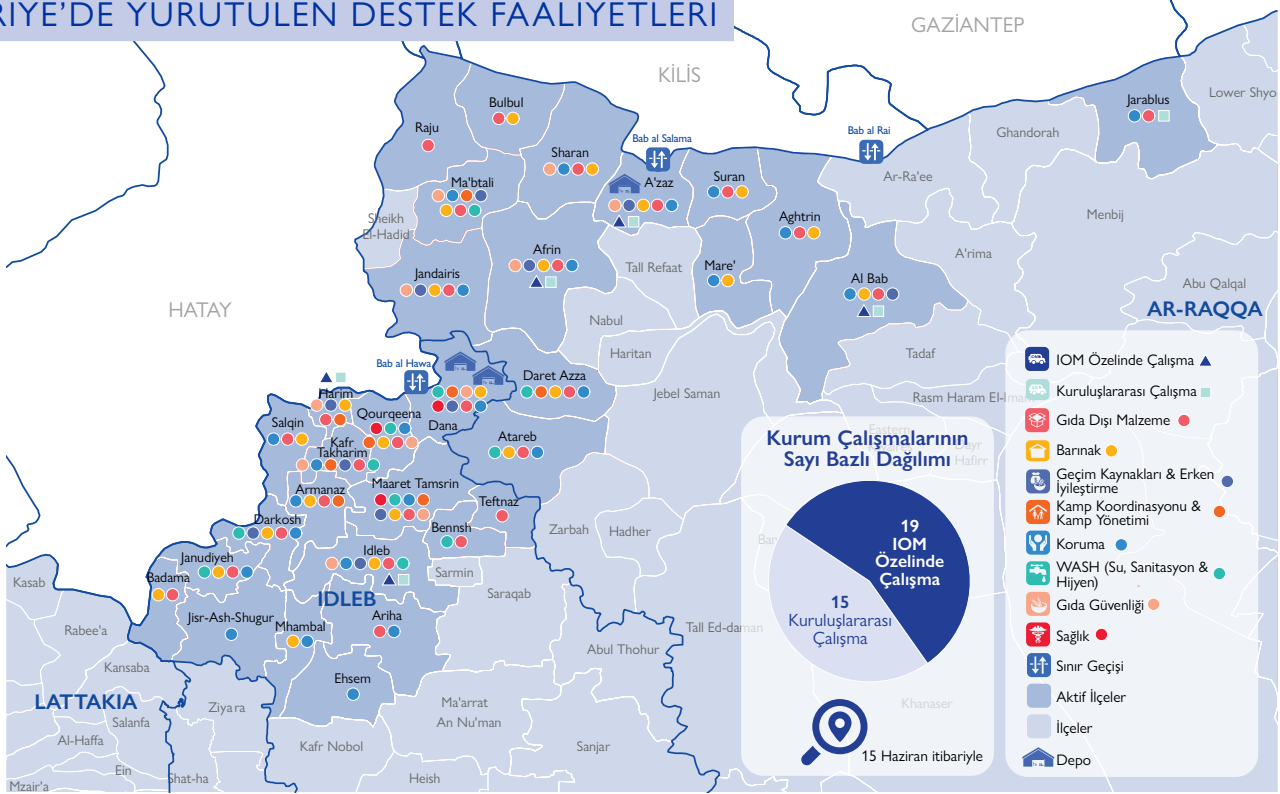 RİYE’DE YÜRÜTÜLEN DESTEK FAALİYETLERİ
GAZİANTEP
KİLİS
HATAY
Lower Shyo
Jarablus
Ghandorah
Bab al Rai
Bab al Salama
Bulbul
Raju
Sharan
A'zaz
Suran
Ar-Ra'ee
Ma'btali
Menbij
Sheikh
El-Hadid
Aghtrin
Afrin
A'rima
Tall Refaat
Mare'
Jandairis
Al Bab
Abu Qalqal
AR-RAQQA
Nabul
Haritan
Tadaf
Bab al Hawa
Daret Azza
Jebel Saman
Rasm Haram El-Imam
Harim
Qourqeena
Dana
Salqin
Kafr
Takharim
Atareb
Eastern
Dayr
Hafirr
Armanaz
Maaret Tamsrin
Teftnaz
Darkosh
Bennsh
Zarbah
Hadher
Janudiyeh
Idleb
Sarmin
Badama
Kasab
IDLEB
Saraqab
Jisr-Ash-Shugur
Mhambal
Ariha
Rabee'a
Tall Ed-daman
Abul Thohur
Kansaba
Ehsem
LATTAKIA
Salanfa
Ziyara
Ma'arrat
An Nu'man
Khanaser
Al-Haffa
Kafr Nobol
Sanjar
Ein
Shat-ha
Heish
Mzair'a
Kurum Çalışmalarının
Sayı Bazlı Dağılımı
19
IOM
Özelinde
Çalışma
15
Kuruluşlararası
Çalışma
15 Haziran itibariyle
IOM Özelinde Çalışma
Kuruluşlararası Çalışma
Gıda Dışı Malzeme
Barınak
Geçim Kaynakları & Erken
İyileştirme
Kamp Koordinasyonu &
Kamp Yönetimi
Koruma
WASH (Su, Sanitasyon &
Hijyen)
Gıda Güvenliği
Sağlık
Sınır Geçişi
Aktif İlçeler
İlçeler
Depo